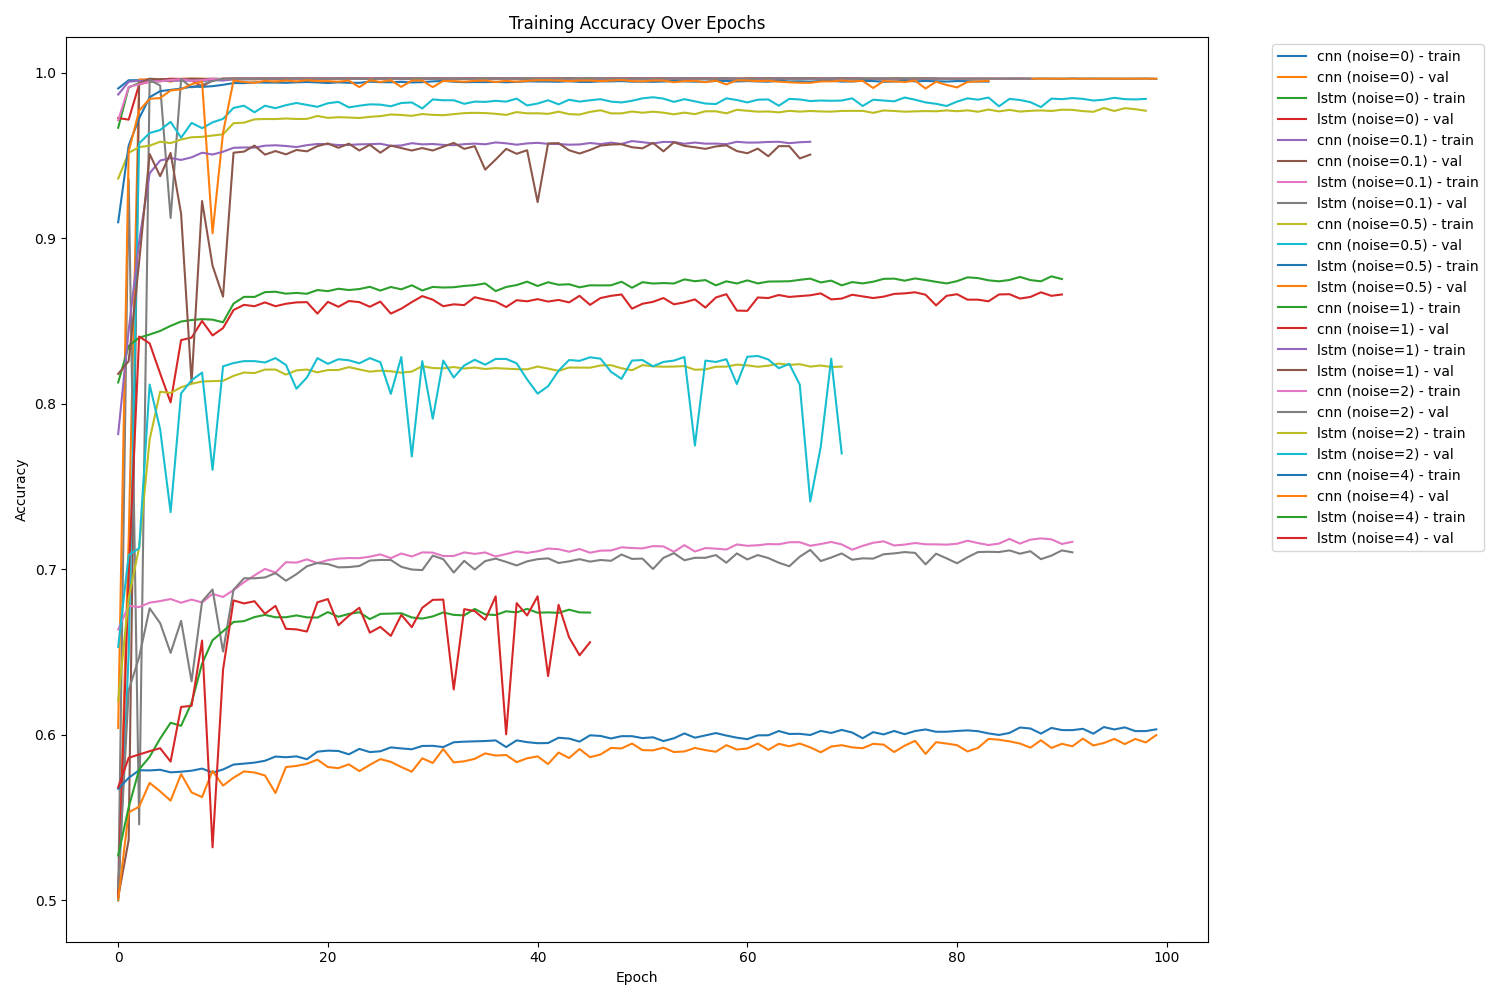 Training Accuracy Over Epochs
1.0
0.9
0.8
0.7
0.6
0.5
Accuracy
0
20
40
60
80
100
Epoch
cnn (noise=0) - train
cnn (noise=0) - val
lstm (noise=0) - train
lstm (noise=0) - val
cnn (noise=0.1) - train
cnn (noise=0.1) - val
lstm (noise=0.1) - train
lstm (noise=0.1) - val
cnn (noise=0.5) - train
cnn (noise=0.5) - val
lstm (noise=0.5) - train
lstm (noise=0.5) - val
cnn (noise=1) - train
cnn (noise=1) - val
lstm (noise=1) - train
lstm (noise=1) - val
cnn (noise=2) - train
cnn (noise=2) - val
lstm (noise=2) - train
lstm (noise=2) - val
cnn (noise=4) - train
cnn (noise=4) - val
lstm (noise=4) - train
lstm (noise=4) - val